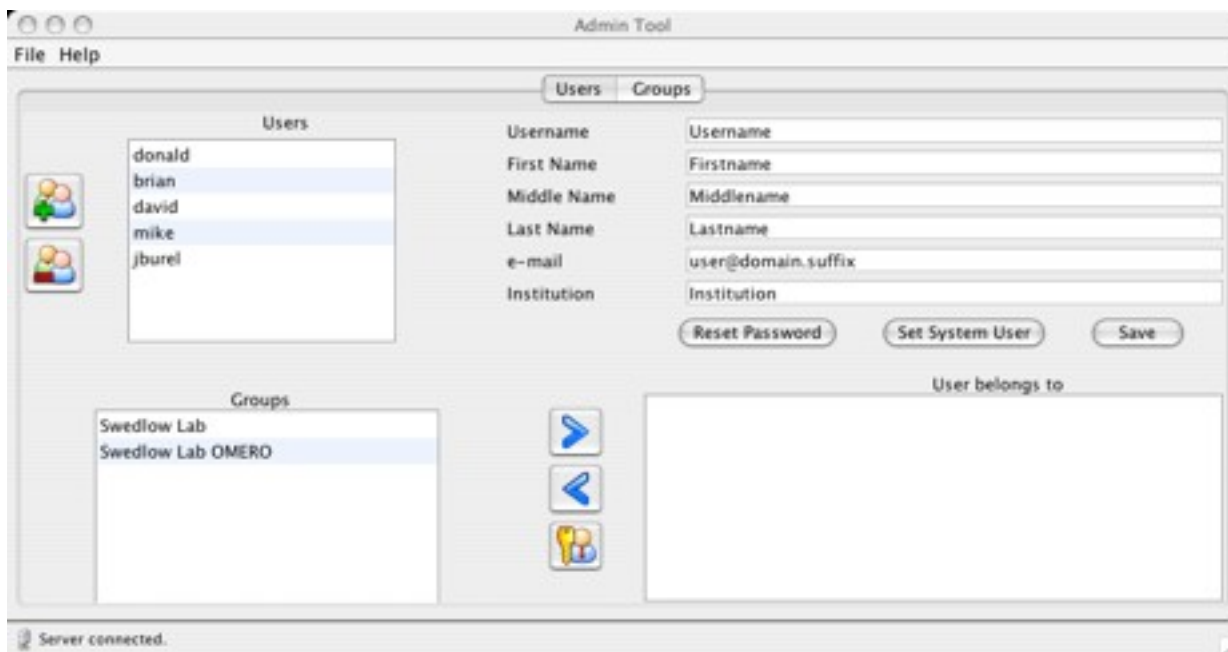 Admin Tool
File Help
Users Groups
Users
donald
brian
david
mike
jburel
Username Username
First Name Firstname
Middle Name Middlename
Last Name Lastname
e-mail user@domain.suffix
Institution Institution
Reset Password Set System User Save
Groups
Swedlow Lab
Swedlow Lab OMERO
User belongs to
Server connected.